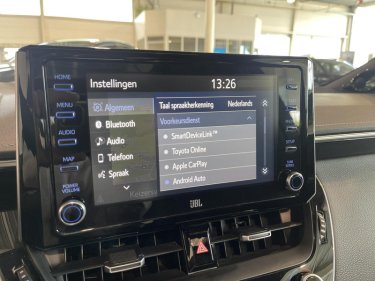 HOME
MENU
AUDIO
MAP
POWER
VOLUME
Instellingen 13:26
Algemeen
Bluetooth
Audio
Telefoon
Spraak
Taal spraakherkenning Nederlands
Voorkeursdienst
SmartDeviceLink™
Toyota Online
Apple CarPlay
Android Auto
SETUP
JBL